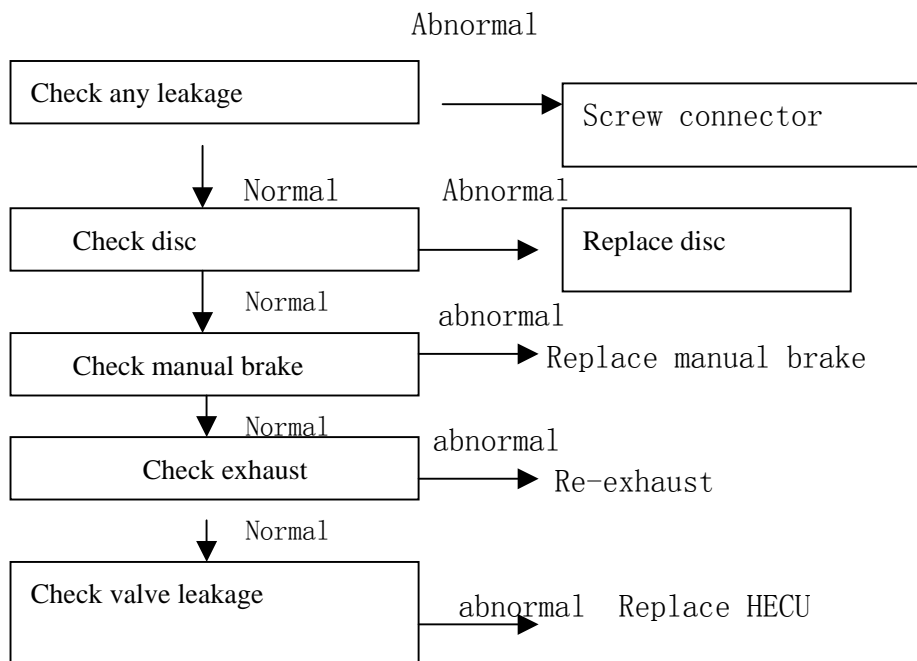 Abnormal
Check any leakage
Screw connector
Normal
Abnormal
Check disc
Replace disc
Normal
abnormal
Check manual brake
Replace manual brake
Normal
abnormal
Check exhaust
Re-exhaust
Normal
Check valve leakage
abnormal Replace HECU